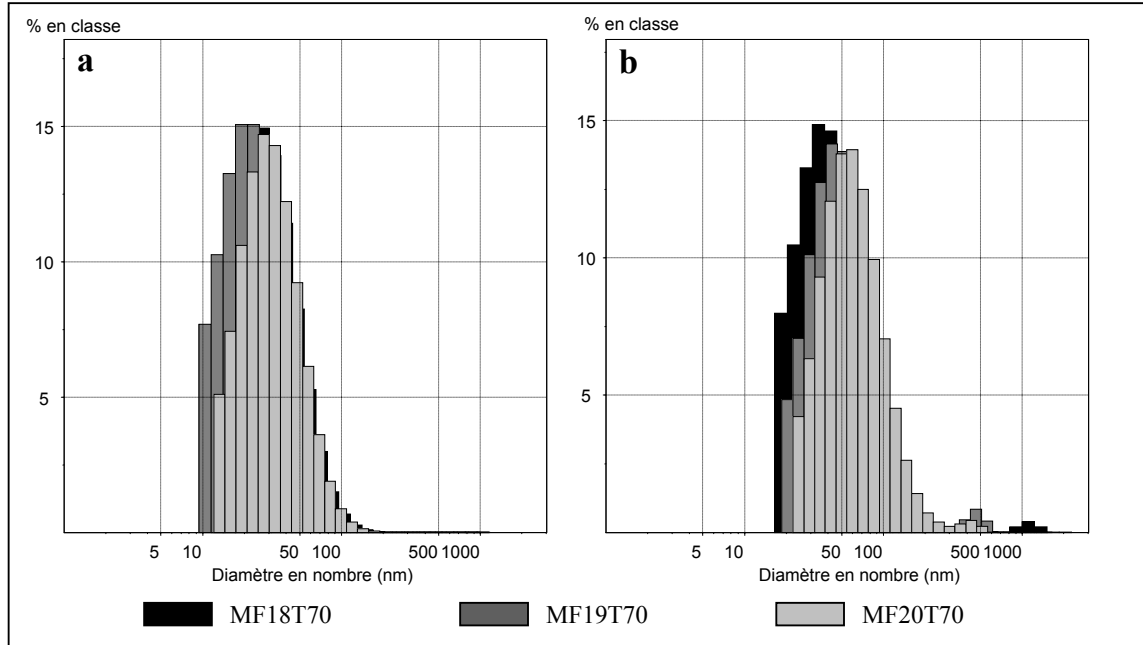 % en classe
a
15
10
5
5 10 50 100 500 1000
Diamètre en nombre (nm)
% en classe
b
15
10
5
5 10 50 100 500 1000
Diamètre en nombre (nm)
MF18T70 MF19T70 MF20T70